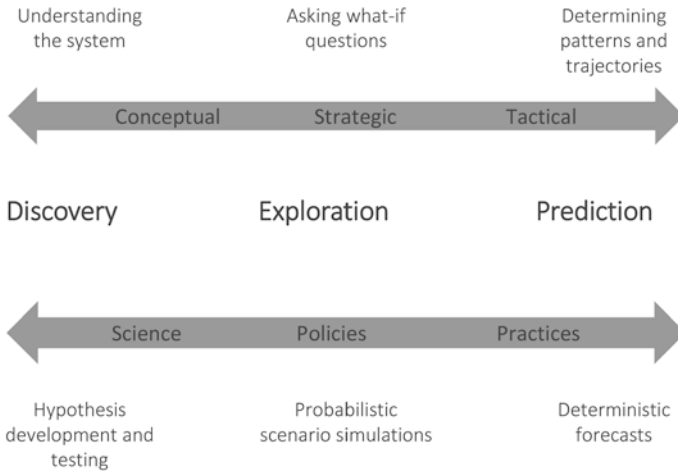 Understanding
the system
Asking what-if
questions
Determining
patterns and
trajectories
Conceptual
Strategic
Tactical
Discovery
Exploration
Prediction
Science
Policies
Practices
Hypothesis
development and
testing
Probabilistic
scenario simulations
Deterministic
forecasts